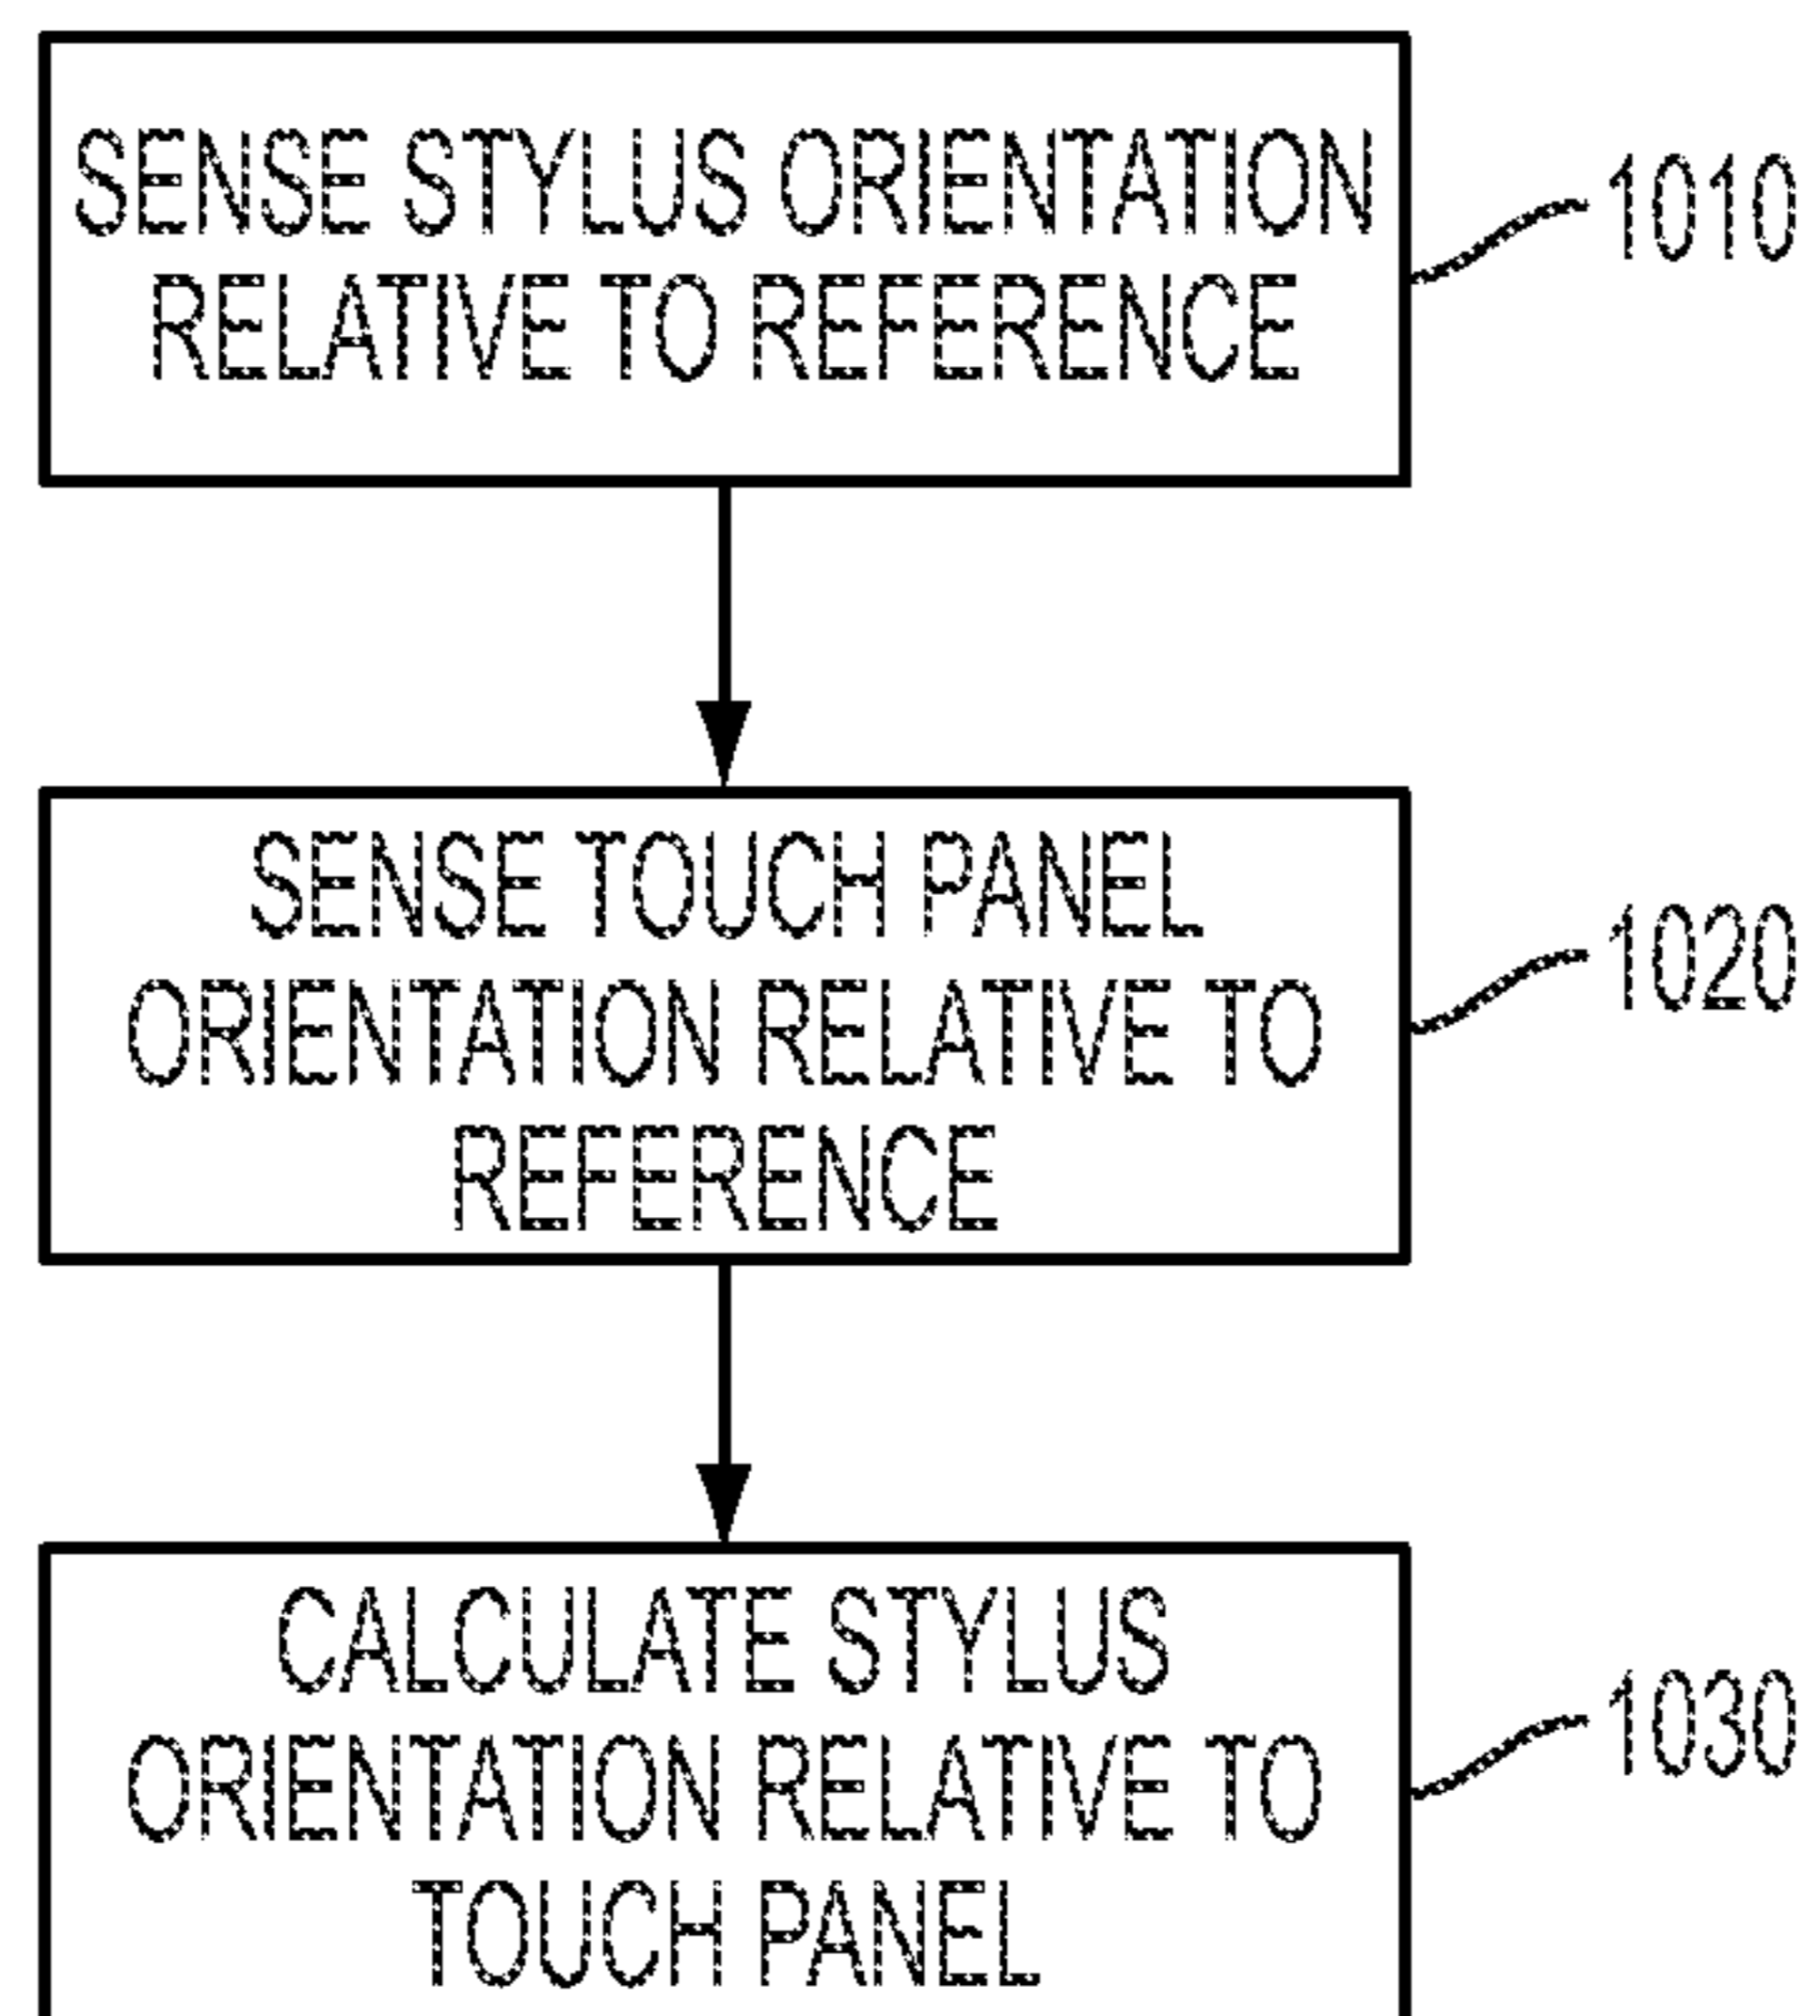 SENSE STYLUS ORIENTATION
RELATIVE TO REFERENCE
1010
SENSE TOUCH PANEL
ORIENTATION RELATIVE TO
REFERENCE
1020
CALCULATE STYLUS
ORIENTATION RELATIVE TO
TOUCH PANEL
1030